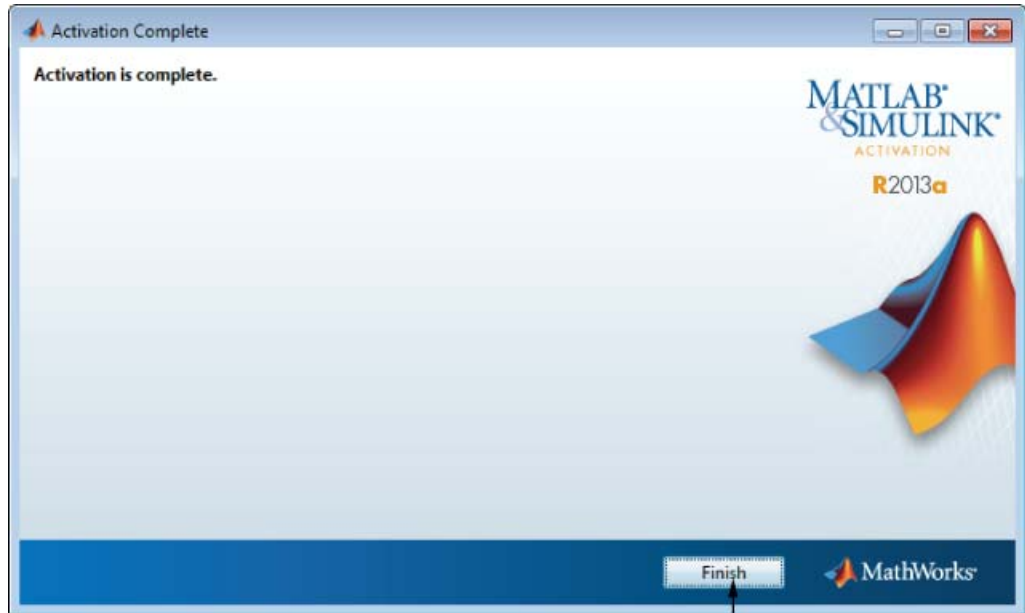 Activation Complete
Activation is complete.
MATLAB®
&SIMULINK®
ACTIVATION
R2013a
Finish
MathWorks®